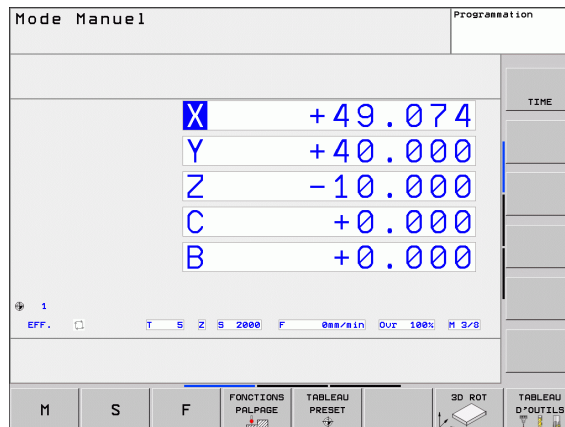 Mode Manuel
Programmation
TIME
X +49.074
Y +40.000
Z -10.000
C +0.000
B +0.000
1
EFF. T 5 Z S 2000 F 0mm/min Ovr 100% M 3/8
M
S
F
FONCTIONS
PALPAGE
TABLEAU
PRESET
3D ROT
TABLEAU
D'OUTILS